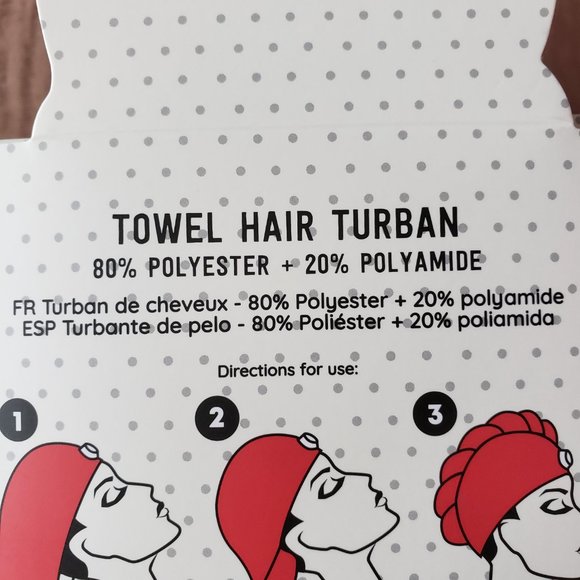 TOWEL HAIR TURBAN
80% POLYESTER + 20% POLYAMIDE
FR Turban de cheveux - 80% Polyester + 20% polyamide
ESP Turbante de pelo - 80% Poliéster + 20% poliamida
Directions for use:
1 2 3